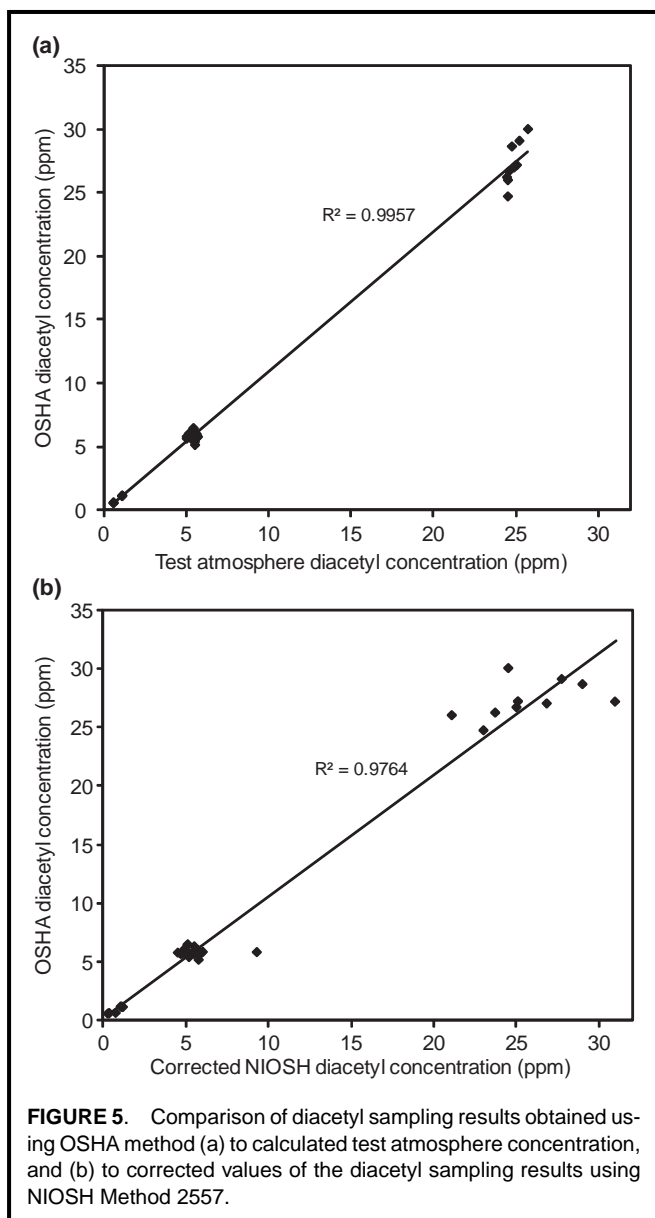 (a)
35
30
25
20
15
10
5
0
OSHA diacetyl concentration (ppm)
R² = 0.9957
0 5 10 15 20 25 30
Test atmosphere diacetyl concentration (ppm)
(b)
35
30
25
20
15
10
5
0
OSHA diacetyl concentration (ppm)
R² = 0.9764
0 5 10 15 20 25 30
Corrected NIOSH diacetyl concentration (ppm)
FIGURE 5. Comparison of diacetyl sampling results obtained us-
ing OSHA method (a) to calculated test atmosphere concentration,
and (b) to corrected values of the diacetyl sampling results using
NIOSH Method 2557.